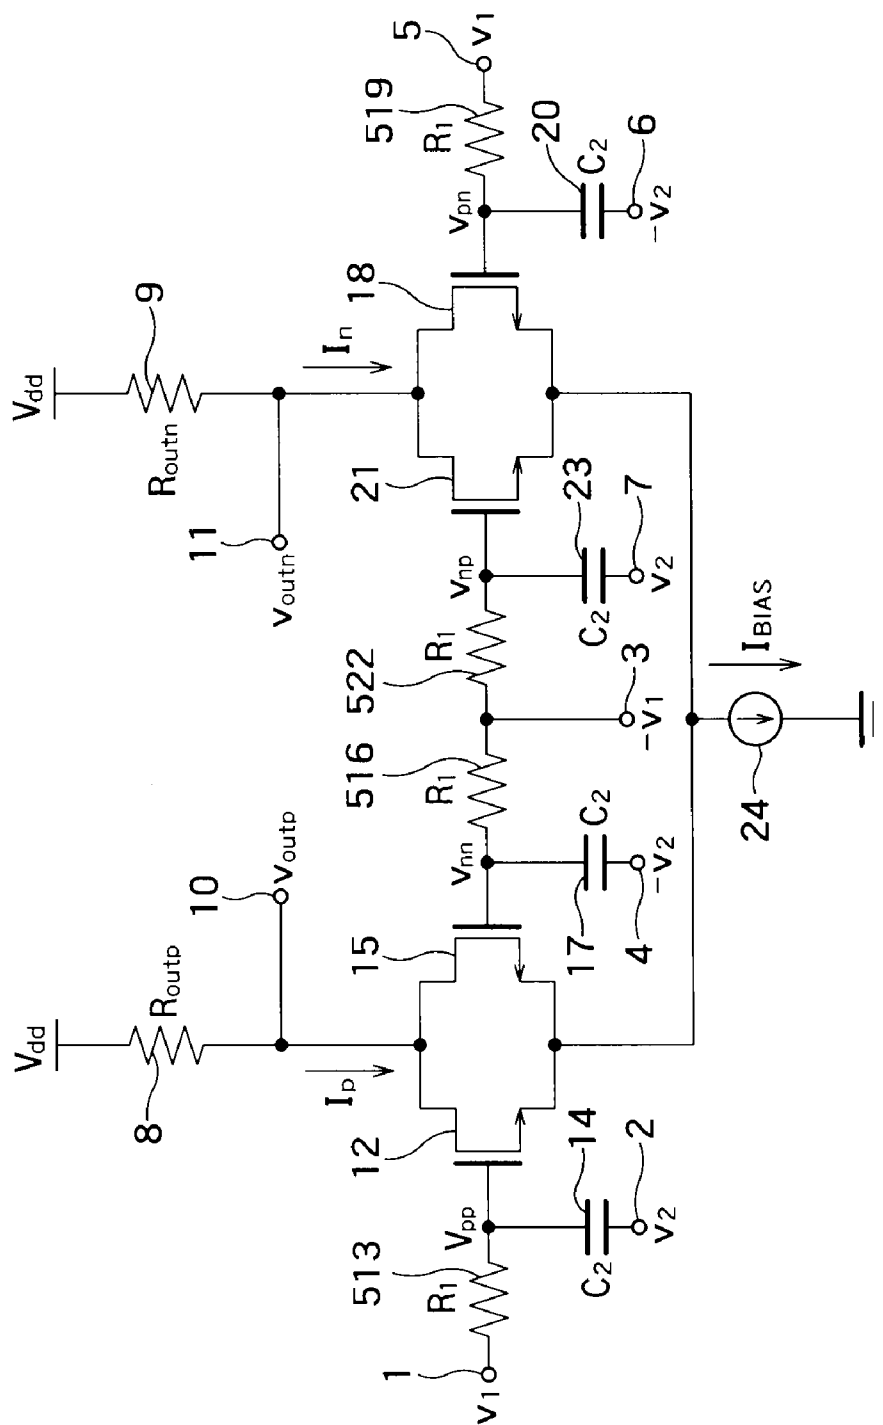 Vdd
Vdd
8
Routp
9
Routn
10
voutp
11
voutn
Ip
In
12
15
21
18
1
v1
513
R1
Vpp
vnn
516
R1
522
R1
vnp
vpn
519
R1
5
v1
14
C2
2
v2
17
C2
4
-v2
3
-v1
23
C2
7
v2
20
C2
6
-v2
24
IBIAS